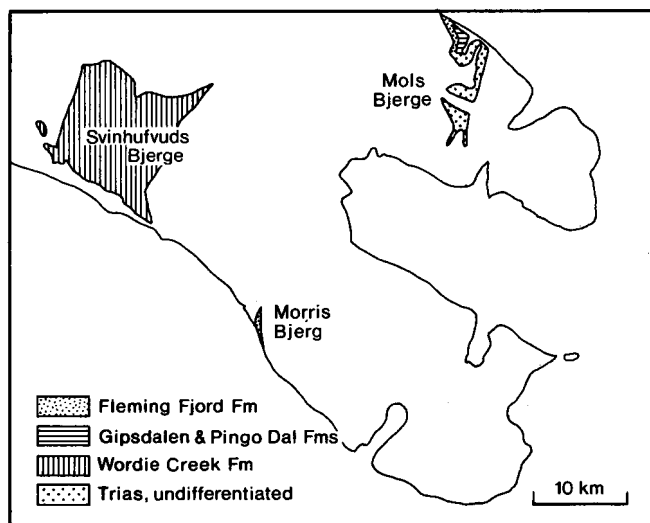 Mols
Bjerge
Svinhufvuds
Bjerge
Morris
Bjerg
Fleming Fjord Fm
Gipsdalen & Pingo Dal Fms
Wordie Creek Fm
Trias, undifferentiated
10 km